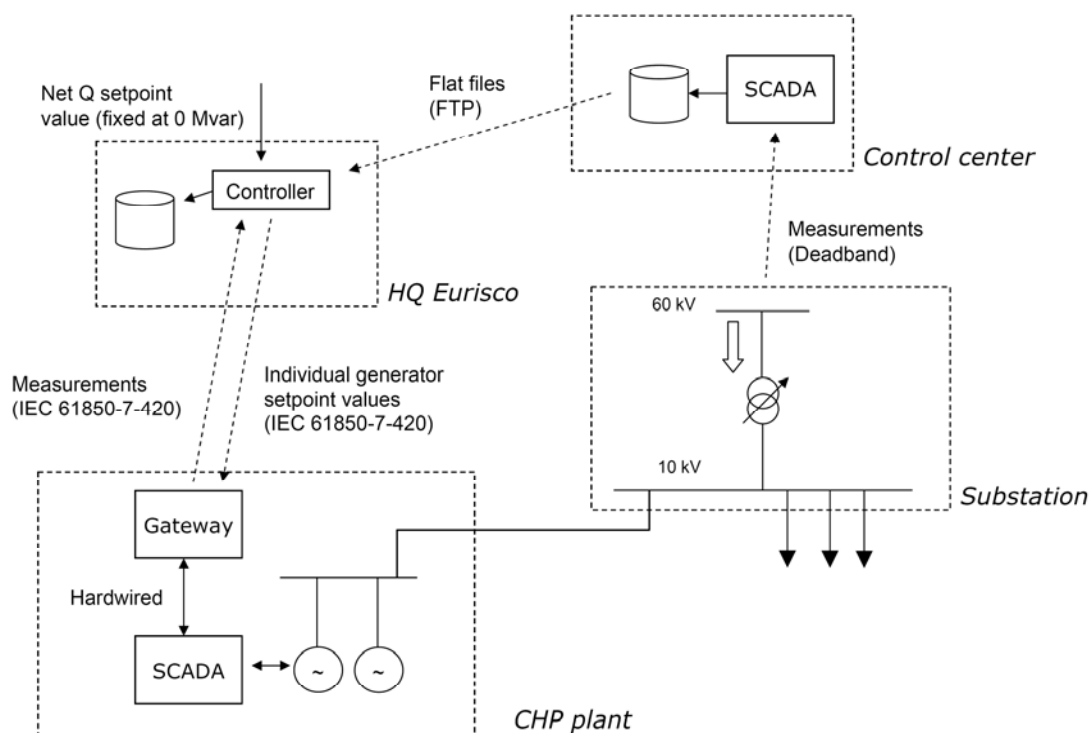 Net Q setpoint
value (fixed at 0 Mvar)
Flat files
(FTP)
SCADA
Control center
Controller
HQ Eurisco
Measurements
(Deadband)
60 kV
10 kV
Substation
Measurements
(IEC 61850-7-420)
Individual generator
setpoint values
(IEC 61850-7-420)
Gateway
Hardwired
SCADA
~
~
CHP plant